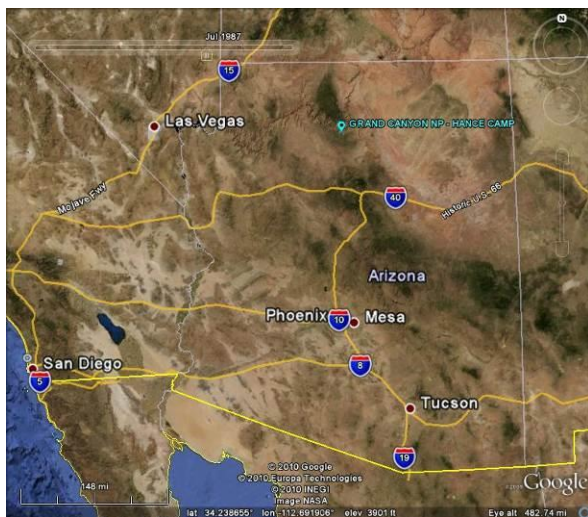 Jul 1987
N
15
Las Vegas
GRAND CANYON NP - HANCE CAMP
Mojave Fwy
40
Historic U.S-66
Arizona
Phoenix
10
Mesa
8
San Diego
5
Tucson
19
© 2010 Google
© 2010 Europa Technologies
© 2010 INEGI
Image NASA
©2009 Google
148 mi
lat 34.238655° lon -112.691906° elev 3901 ft
Eye alt 482.74 mi